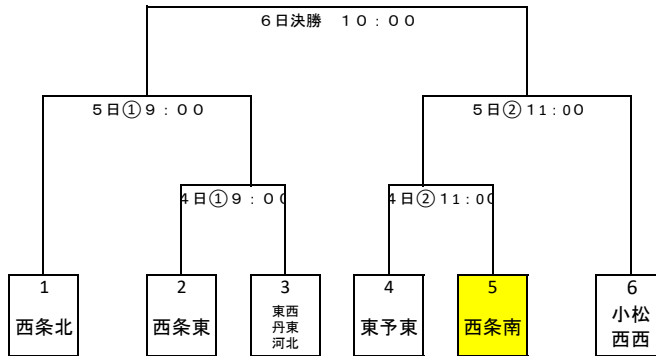 6日決勝 10:00
5日①9:00
5日②11:00
4日①9:00
4日②11:00
1
西条北
2
西条東
3
東西
丹東
河北
4
東予東
5
西条南
6
小松
西西